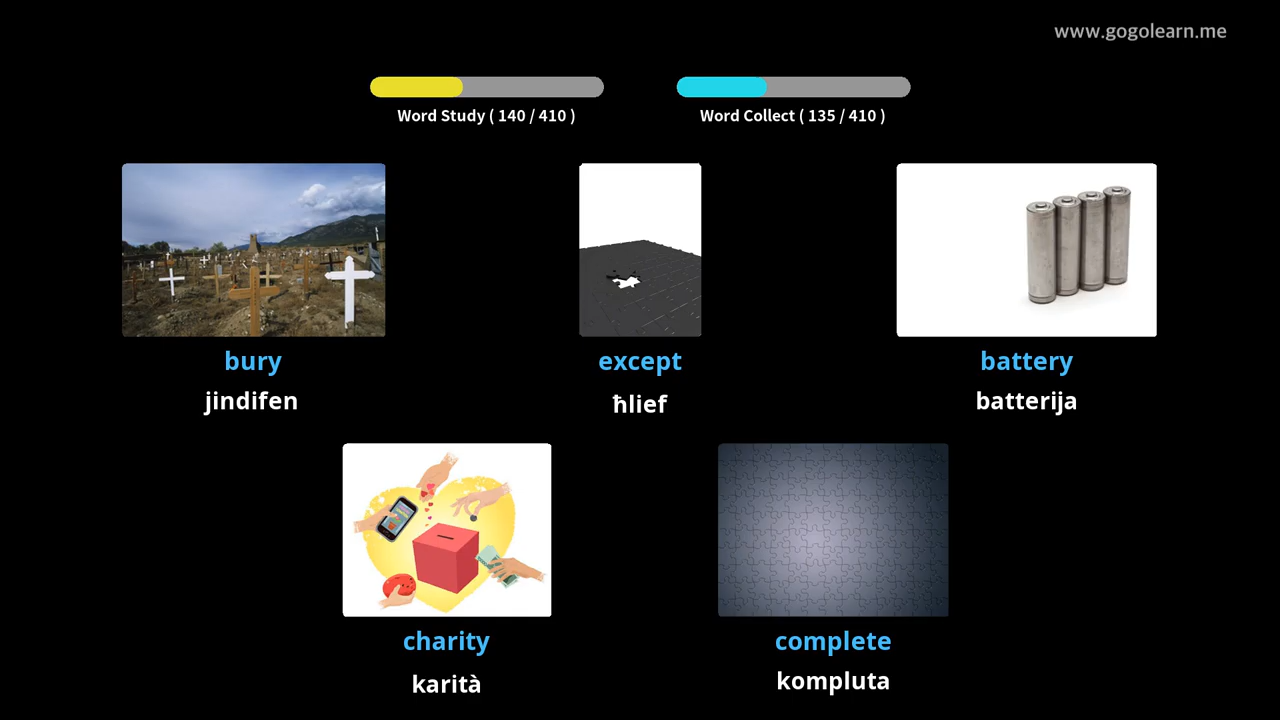 www.gogolearn.me
Word Study ( 140 / 410 )
Word Collect ( 135 / 410 )
bury
jindifen
except
ħlief
battery
batterija
charity
karità
complete
kompluta